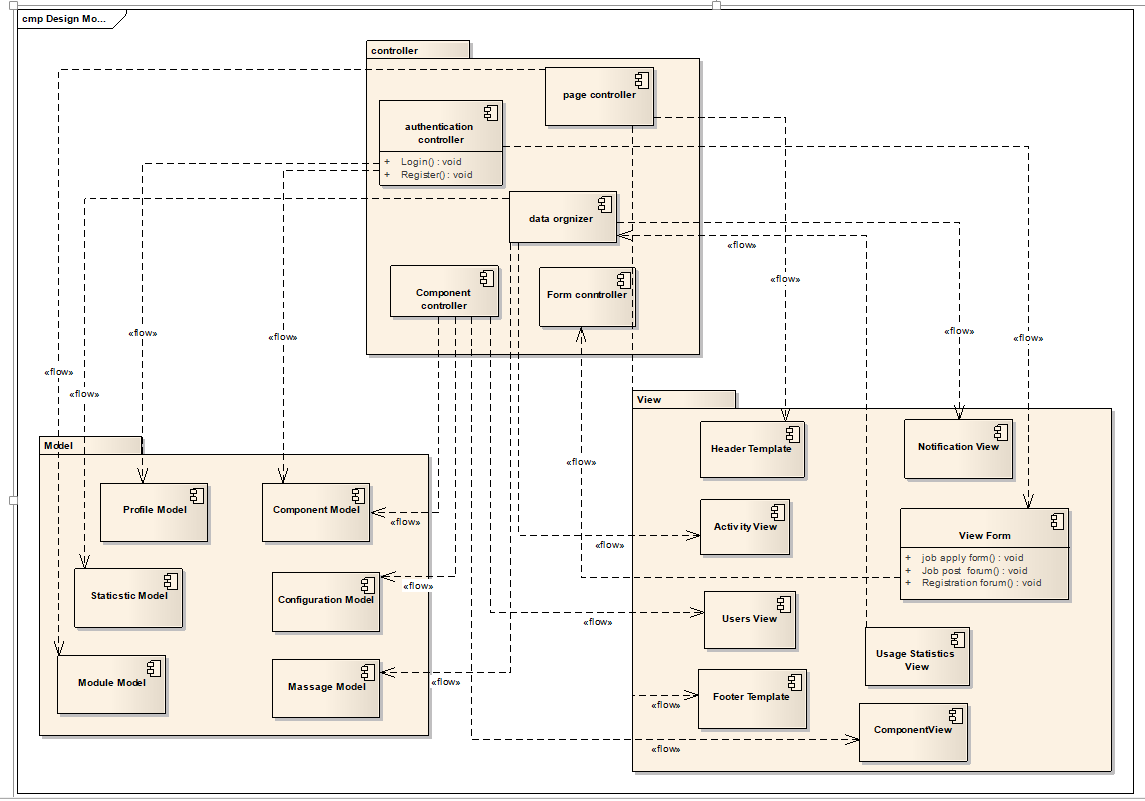 cmp Design Mo...
controller
page controller
authentication
controller
+ Login() : void
+ Register() : void
data orgnizer
«flow»
«flow»
Component
controller
Form conntroller
«flow»
«flow»
«flow»
«flow»
«flow»
«flow»
View
Model
Header Template
Notification View
«flow»
Profile Model
Component Model
«flow»
Activity View
View Form
+ job apply form() : void
+ Job post forum() : void
+ Registration forum() : void
«flow»
Staticstic Model
Configuration Model
«flow»
Users View
«flow»
Usage Statistics
View
Module Model
Massage Model
«flow»
Footer Template
«flow»
ComponentView
«flow»